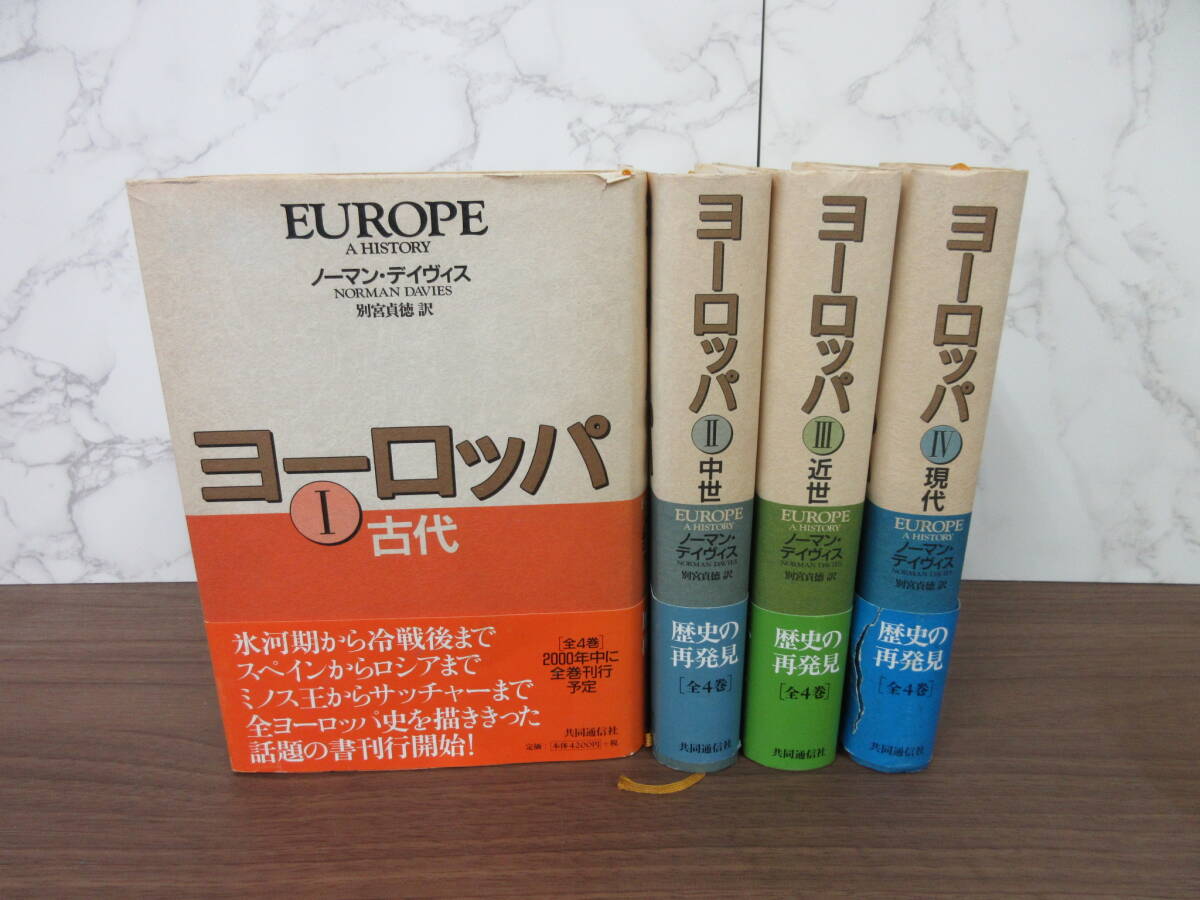 EUROPE
A HISTORY
ノーマン・デイヴィス
NORMAN DAVIES
別宮貞徳 訳
ヨーロッパ
I
古代
氷河期から冷戦後まで
スペインからロシアまで
ミノス王からサッチャーまで
全ヨーロッパ史を描ききった
話題の書刊行開始!
[全4巻]
2000年中に
全巻刊行
予定
共同通信社
定価:本体4200円+税
ヨーロッパ
II
中世
EUROPE
A HISTORY
ノーマン・
デイヴィス
NORMAN DAVIES
別宮貞徳 訳
歴史の
再発見
[全4巻]
共同通信社
ヨーロッパ
III
近世
EUROPE
A HISTORY
ノーマン・
デイヴィス
NORMAN DAVIES
別宮貞徳 訳
歴史の
再発見
[全4巻]
共同通信社
ヨーロッパ
IV
現代
EUROPE
A HISTORY
ノーマン・
デイヴィス
NORMAN DAVIES
別宮貞徳 訳
歴史の
再発見
[全4巻]
共同通信社